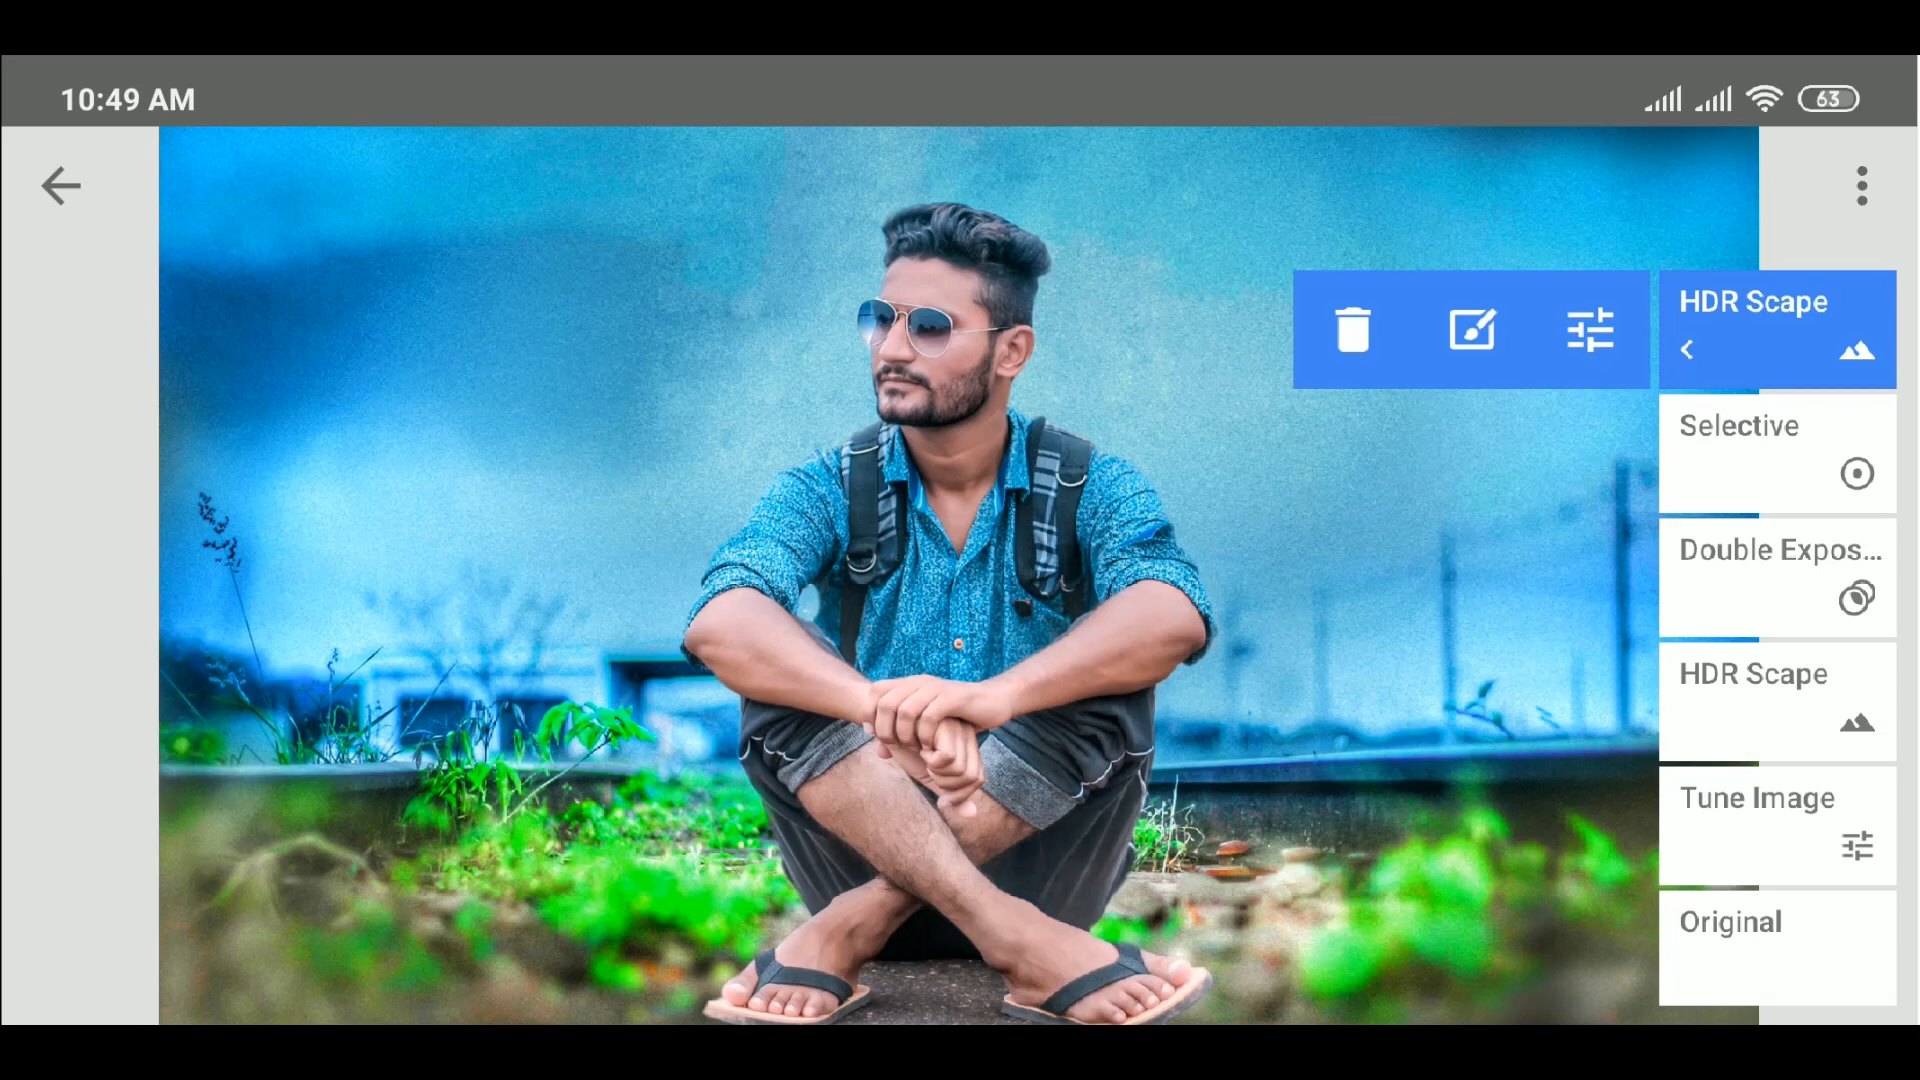 10:49 AM
63
HDR Scape
Selective
Double Expos...
HDR Scape
Tune Image
Original